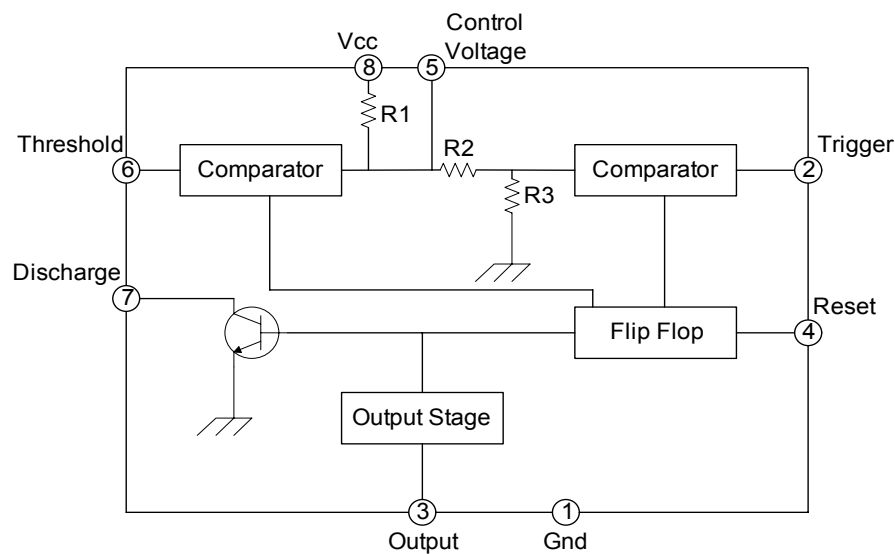 Control
Vcc
Voltage
8
5
R1
Threshold
R2
Trigger
6
Comparator
Comparator
2
R3
Discharge
7
Reset
Flip Flop
4
Output Stage
3
1
Output
Gnd